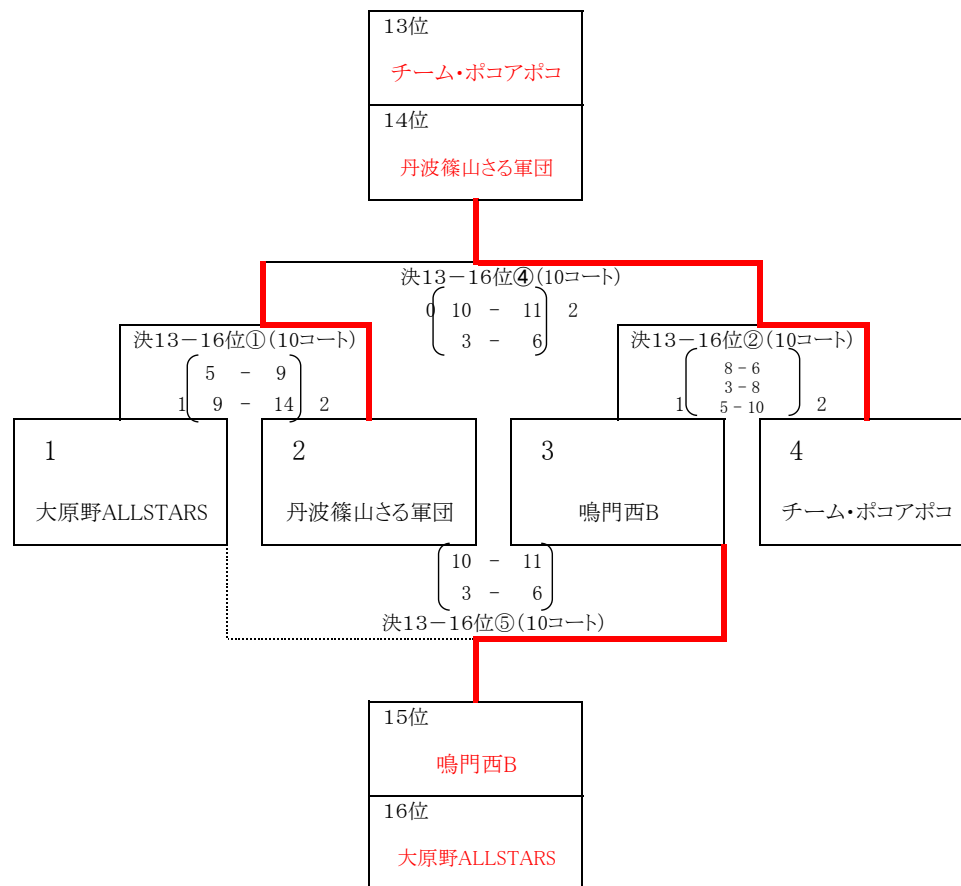 13位
チーム・ポコアポコ
14位
丹波篠山さる軍団
決13－16位④(10コート)
0 10 － 11 2
3 － 6
決13－16位①(10コート)
5 － 9
1 9 － 14 2
決13－16位②(10コート)
8－6
3－8
1 5－10 2
1
大原野ALLSTARS
2
丹波篠山さる軍団
3
鳴門西B
4
チーム・ポコアポコ
10 － 11
3 － 6
決13－16位⑤(10コート)
15位
鳴門西B
16位
大原野ALLSTARS